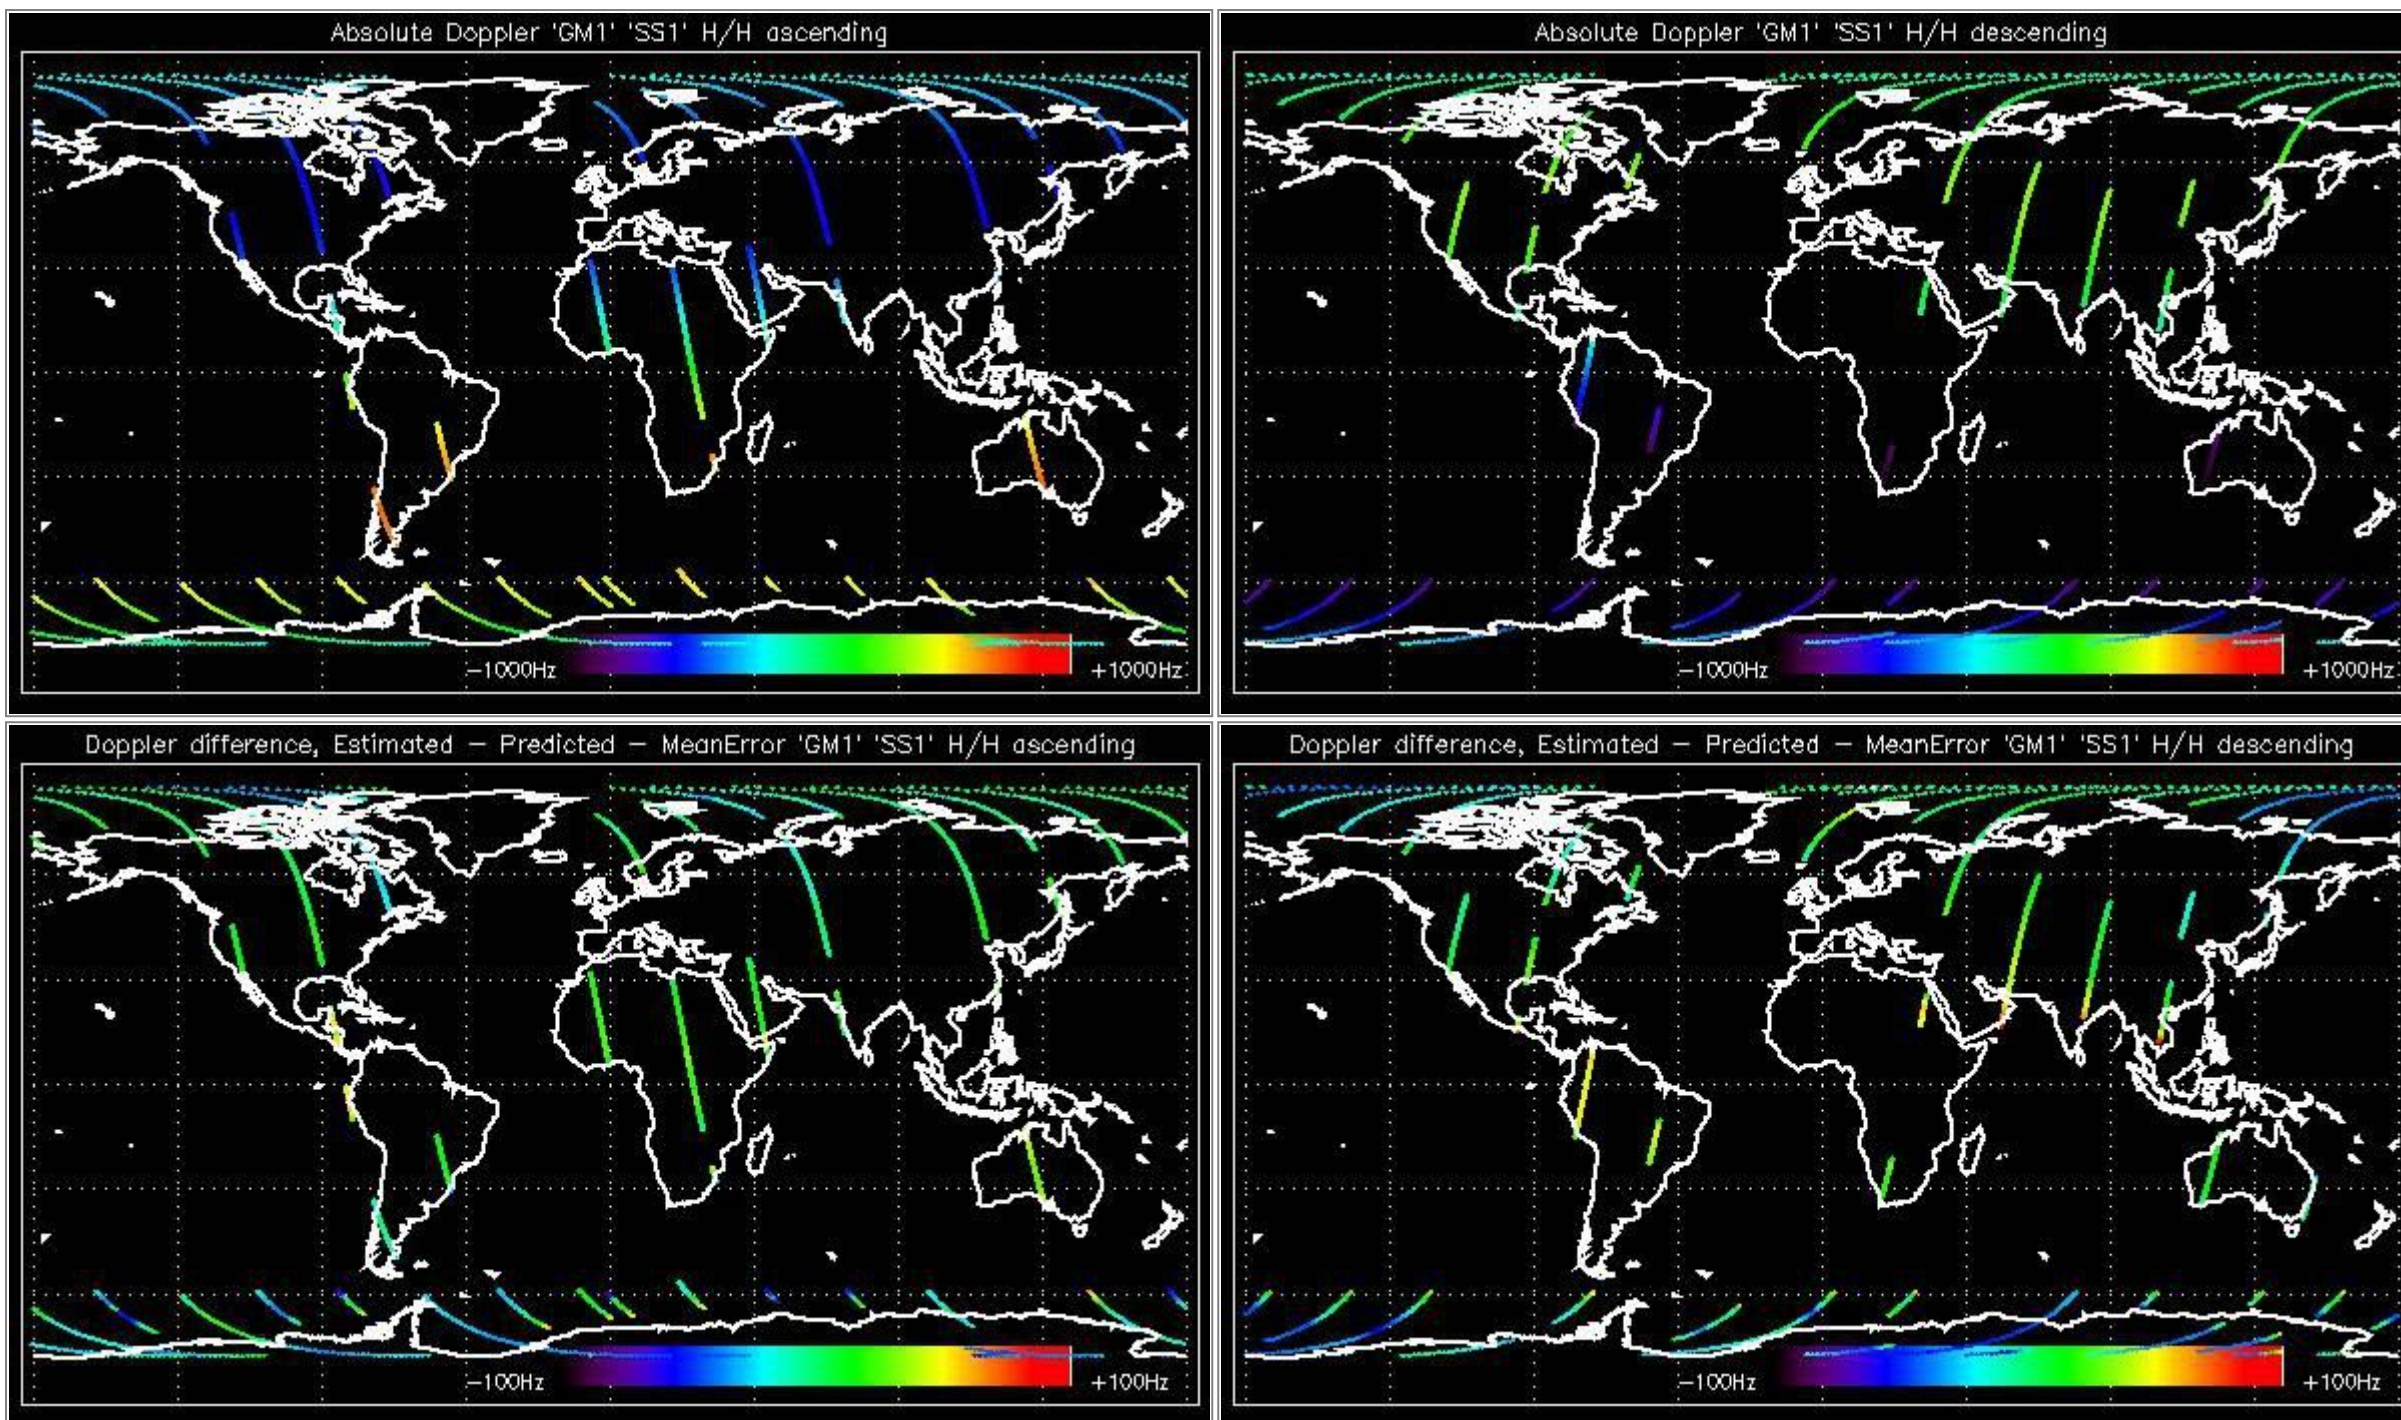 Absolute Doppler 'GM1' 'SS1' H/H ascending
-1000Hz
+1000Hz
Absolute Doppler 'GM1' 'SS1' H/H descending
-1000Hz
+1000Hz
Doppler difference, Estimated - Predicted - MeanError 'GM1' 'SS1' H/H ascending
-100Hz
+100Hz
Doppler difference, Estimated - Predicted - MeanError 'GM1' 'SS1' H/H descending
-100Hz
+100Hz